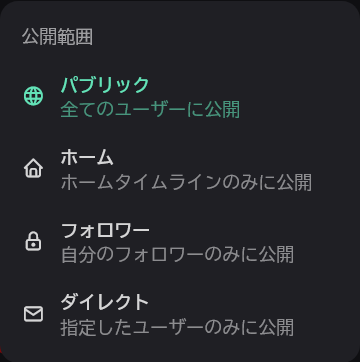 公開範囲
パブリック
全てのユーザーに公開
ホーム
ホームタイムラインのみに公開
フォロワー
自分のフォロワーのみに公開
ダイレクト
指定したユーザーのみに公開